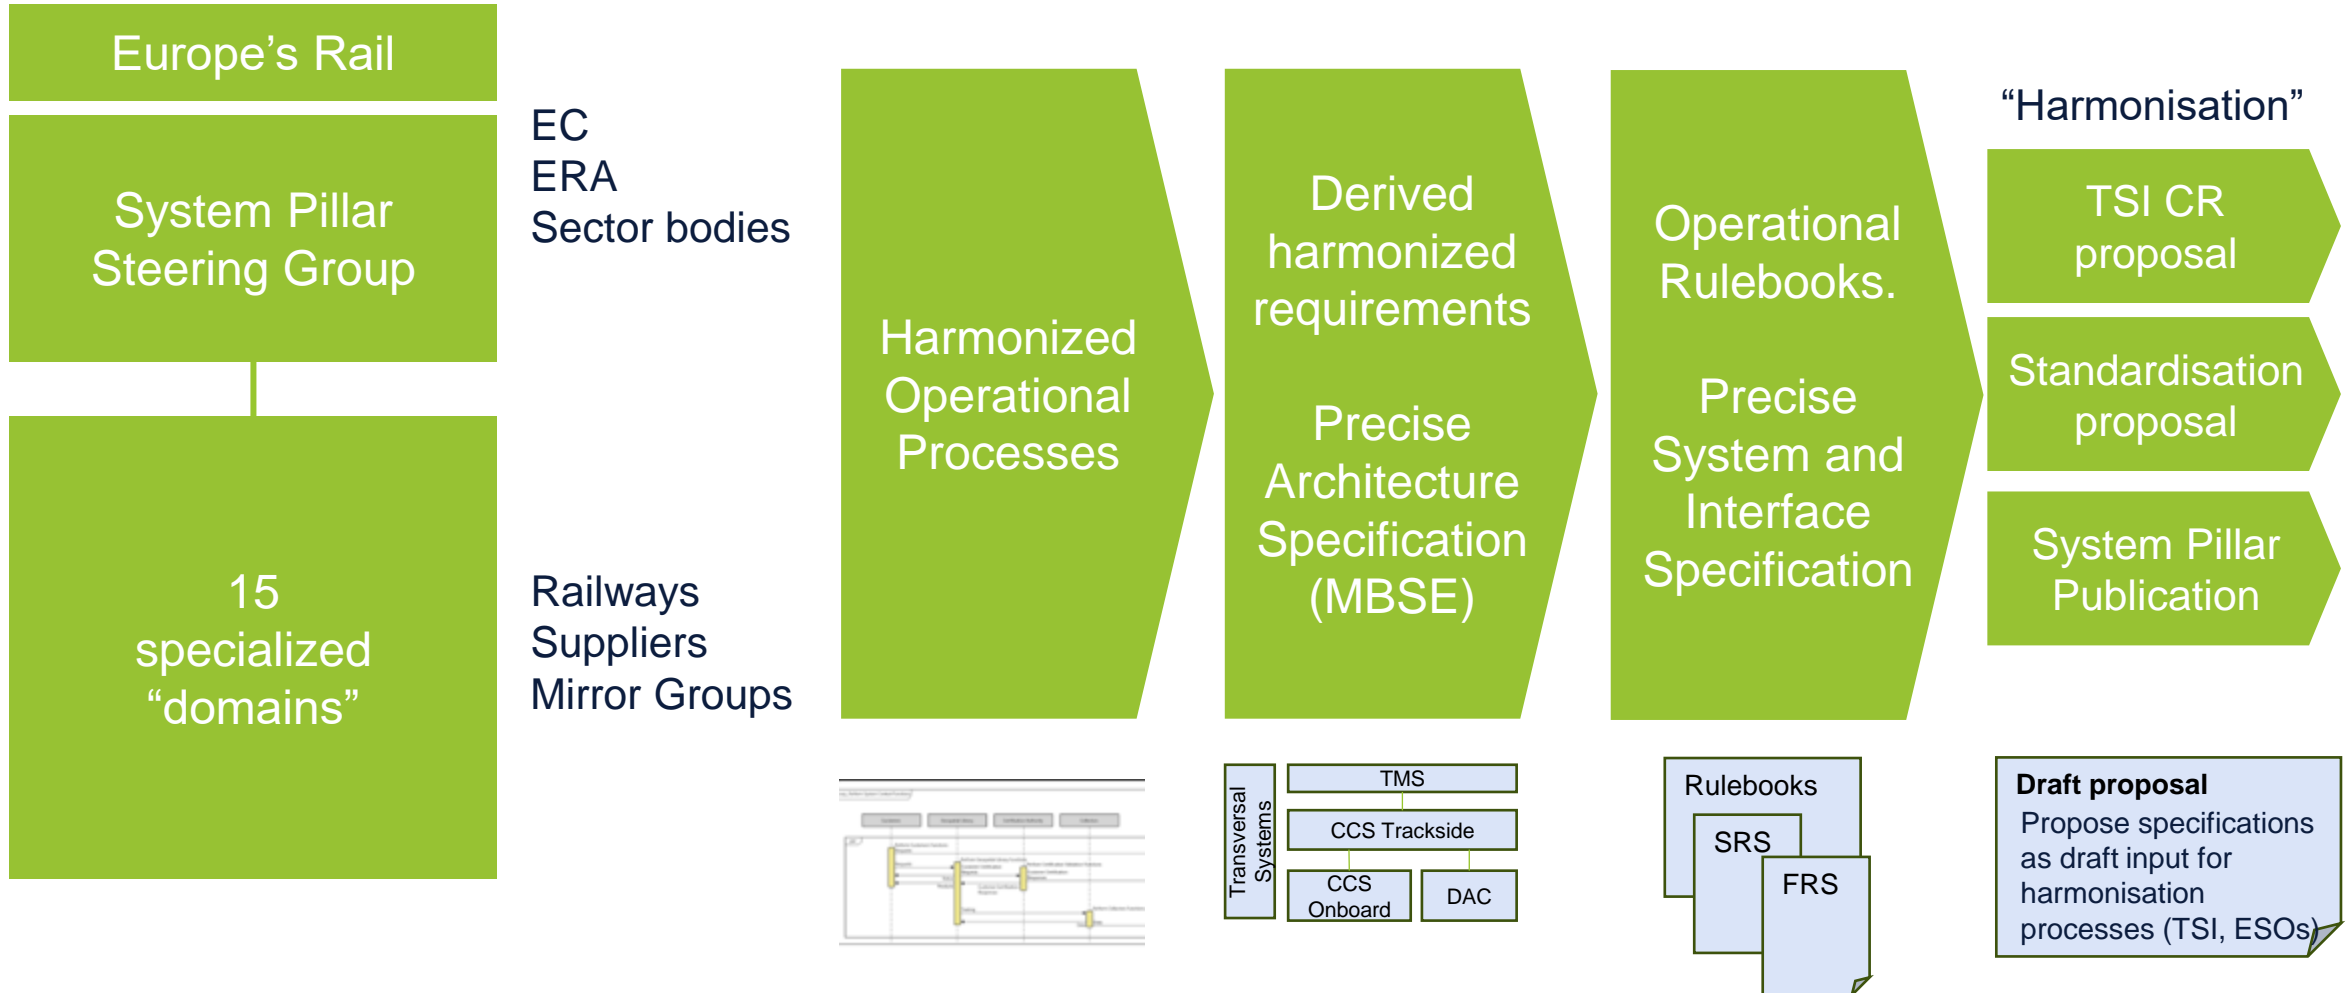 Europe’s Rail
System Pillar
Steering Group
15
specialized
“domains”
EC
ERA
Sector bodies
Railways
Suppliers
Mirror Groups
Harmonized
Operational
Processes
Derived
harmonized
requirements
Precise
Architecture
Specification
(MBSE)
Operational
Rulebooks.
Precise
System and
Interface
Specification
“Harmonisation”
TSI CR
proposal
Standardisation
proposal
System Pillar
Publication
Transversal
Systems
TMS
CCS Trackside
CCS
Onboard
DAC
Rulebooks
SRS
FRS
Draft proposal
Propose specifications
as draft input for
harmonisation
processes (TSI, ESOs)